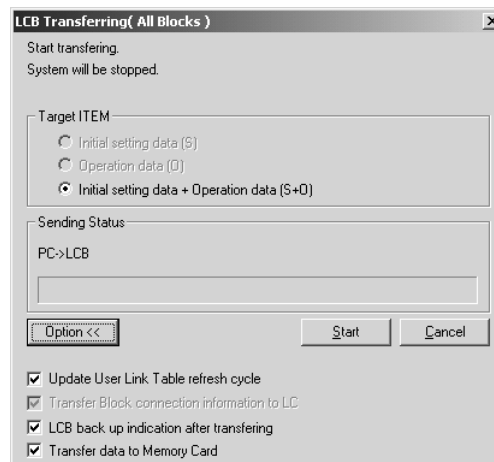 LCB Transferring( All Blocks )
Start transfering.
System will be stopped.
Target ITEM
Initial setting data (S)
Operation data (O)
Initial setting data + Operation data (S+O)
Sending Status
PC->LCB
Option << Start Cancel
Update User Link Table refresh cycle
Transfer Block connection information to LC
LCB back up indication after transfering
Transfer data to Memory Card